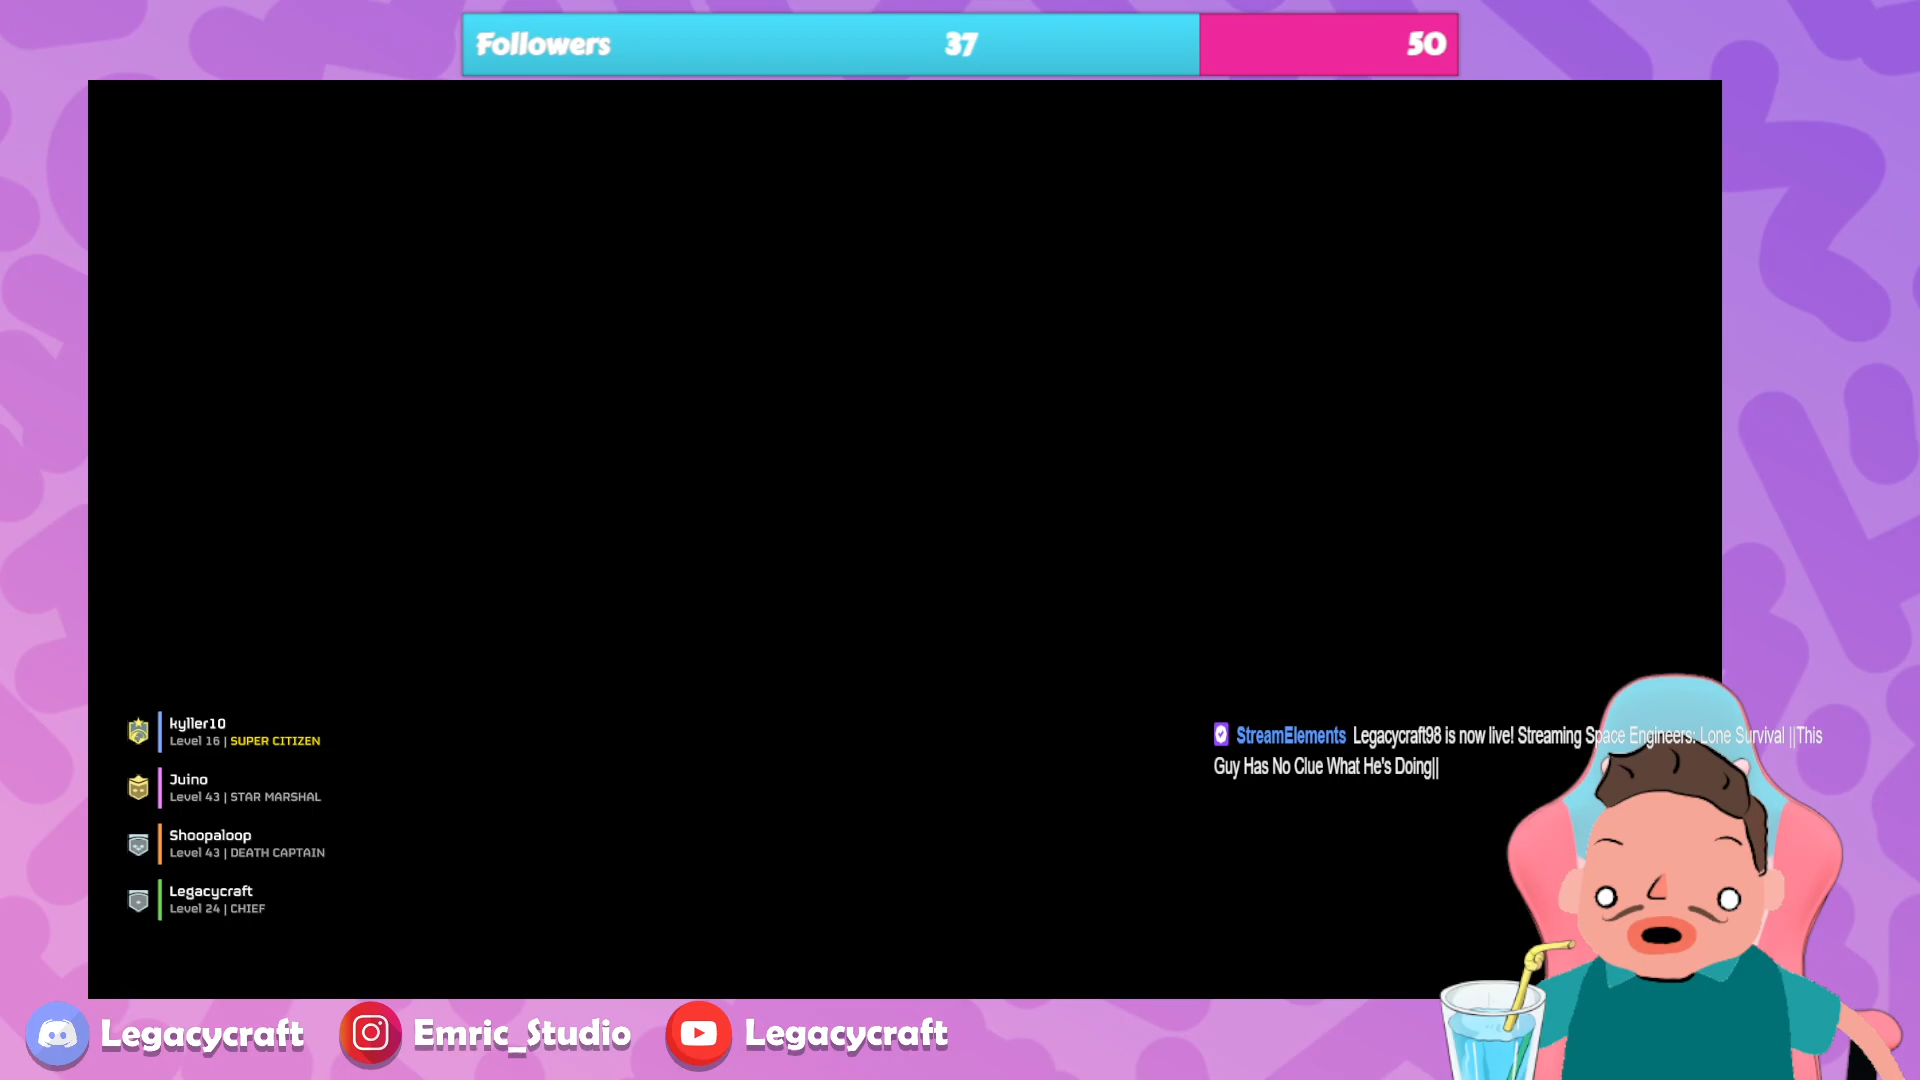 Followers 37 50
kyller10
Level 16 | SUPER CITIZEN
Juino
Level 43 | STAR MARSHAL
Shoopaloop
Level 43 | DEATH CAPTAIN
Legacycraft
Level 24 | CHIEF
StreamElements Legacycraft98 is now live! Streaming Space Engineers: Lone Survival ||This
Guy Has No Clue What He's Doing||
Legacycraft Emric_Studio Legacycraft